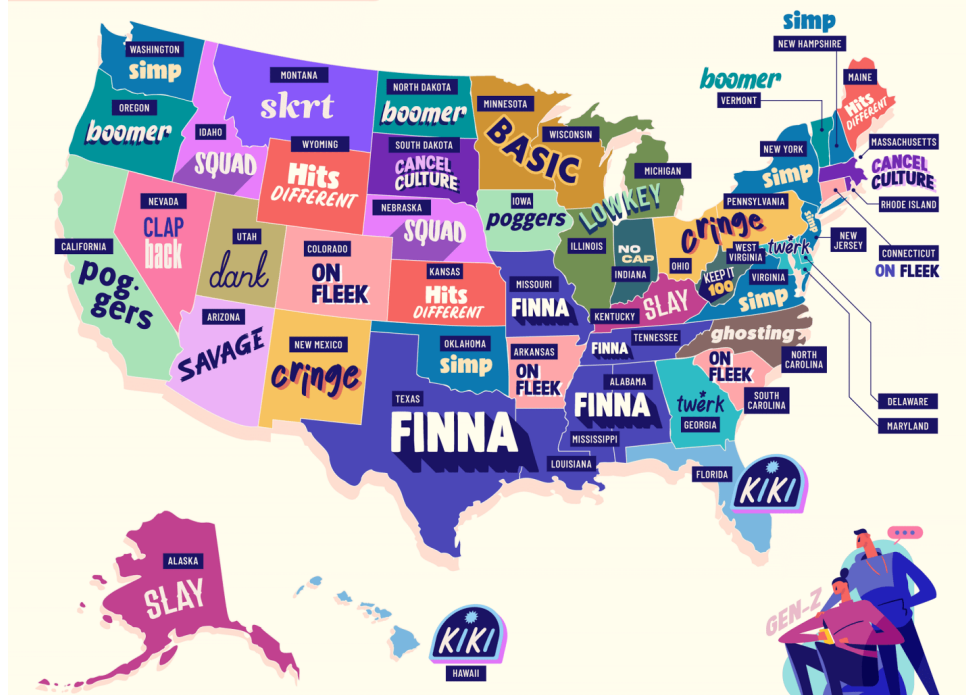 simp
NEW HAMPSHIRE
boomer
VERMONT
MAINE
Hits
DIFFERENT
WASHINGTON
simp
MONTANA
skrt
NORTH DAKOTA
boomer
MINNESOTA
BASIC
WISCONSIN
OREGON
boomer
IDAHO
SQUAD
WYOMING
Hits
DIFFERENT
SOUTH DAKOTA
CANCEL
CULTURE
MICHIGAN
LOWKEY
NEW YORK
simp
MASSACHUSETTS
CANCEL
CULTURE
RHODE ISLAND
NEVADA
CLAP
back
UTAH
dank
COLORADO
ON
FLEEK
NEBRASKA
SQUAD
IOWA
poggers
ILLINOIS
NO
CAP
INDIANA
OHIO
PENNSYLVANIA
cringe
WEST
VIRGINIA
KEEP IT
100
twerk
simp
NEW
JERSEY
CONNECTICUT
ON FLEEK
CALIFORNIA
pog-
gers
KANSAS
Hits
DIFFERENT
MISSOURI
FINNA
KENTUCKY
SLAY
VIRGINIA
simp
ARIZONA
SAVAGE
NEW MEXICO
cringe
OKLAHOMA
simp
ARKANSAS
ON
FLEEK
TENNESSEE
FINNA
ghosting
NORTH
CAROLINA
ON
FLEEK
SOUTH
CAROLINA
DELAWARE
MARYLAND
TEXAS
FINNA
ALABAMA
FINNA
MISSISSIPPI
LOUISIANA
twerk
GEORGIA
FLORIDA
KIKI
ALASKA
SLAY
KIKI
HAWAII
GEN-Z